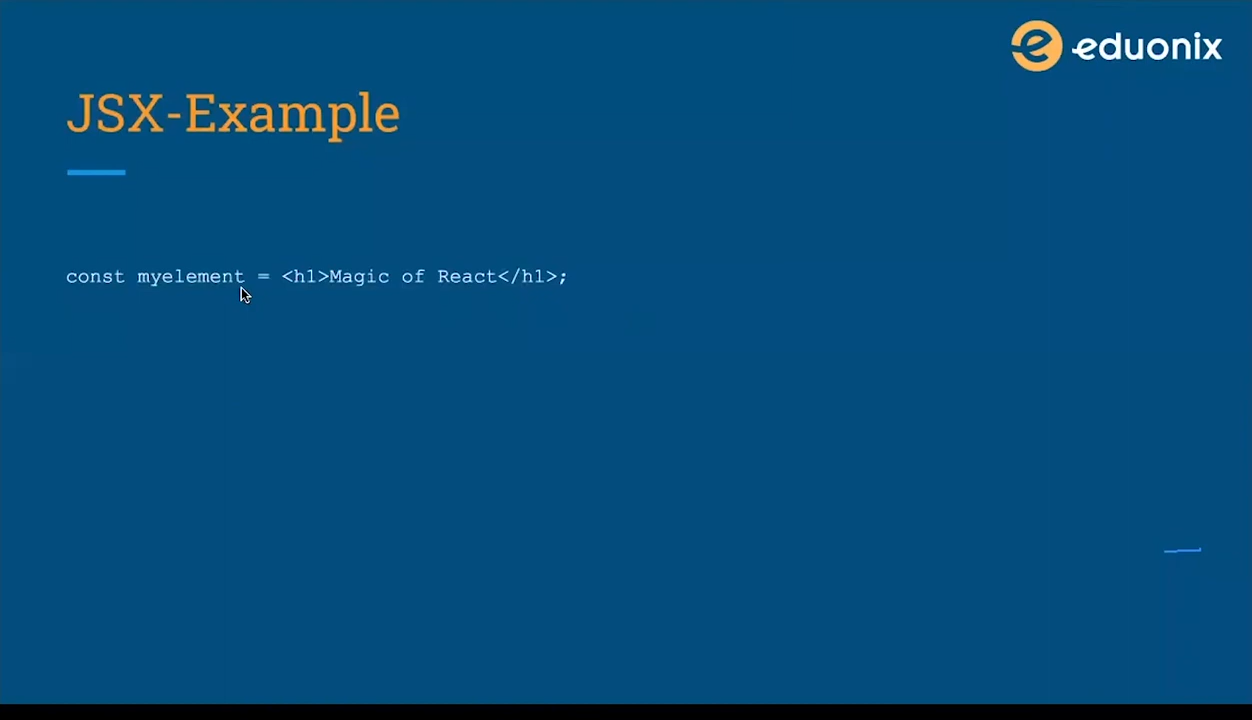 eduonix
JSX-Example
const myelement = <h1>Magic of React</h1>;